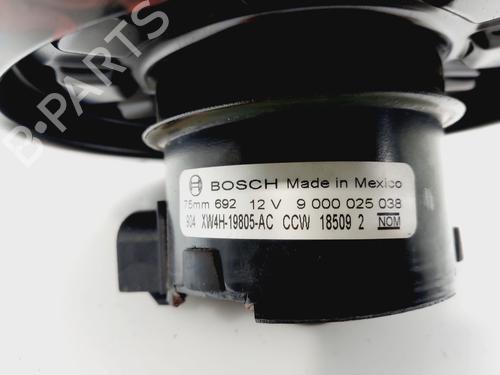 B-PARTS
BOSCH Made in Mexico
75mm 692 12 V 9 000 025 038
904 XW4H-19805-AC CCW 18509 2 NOM